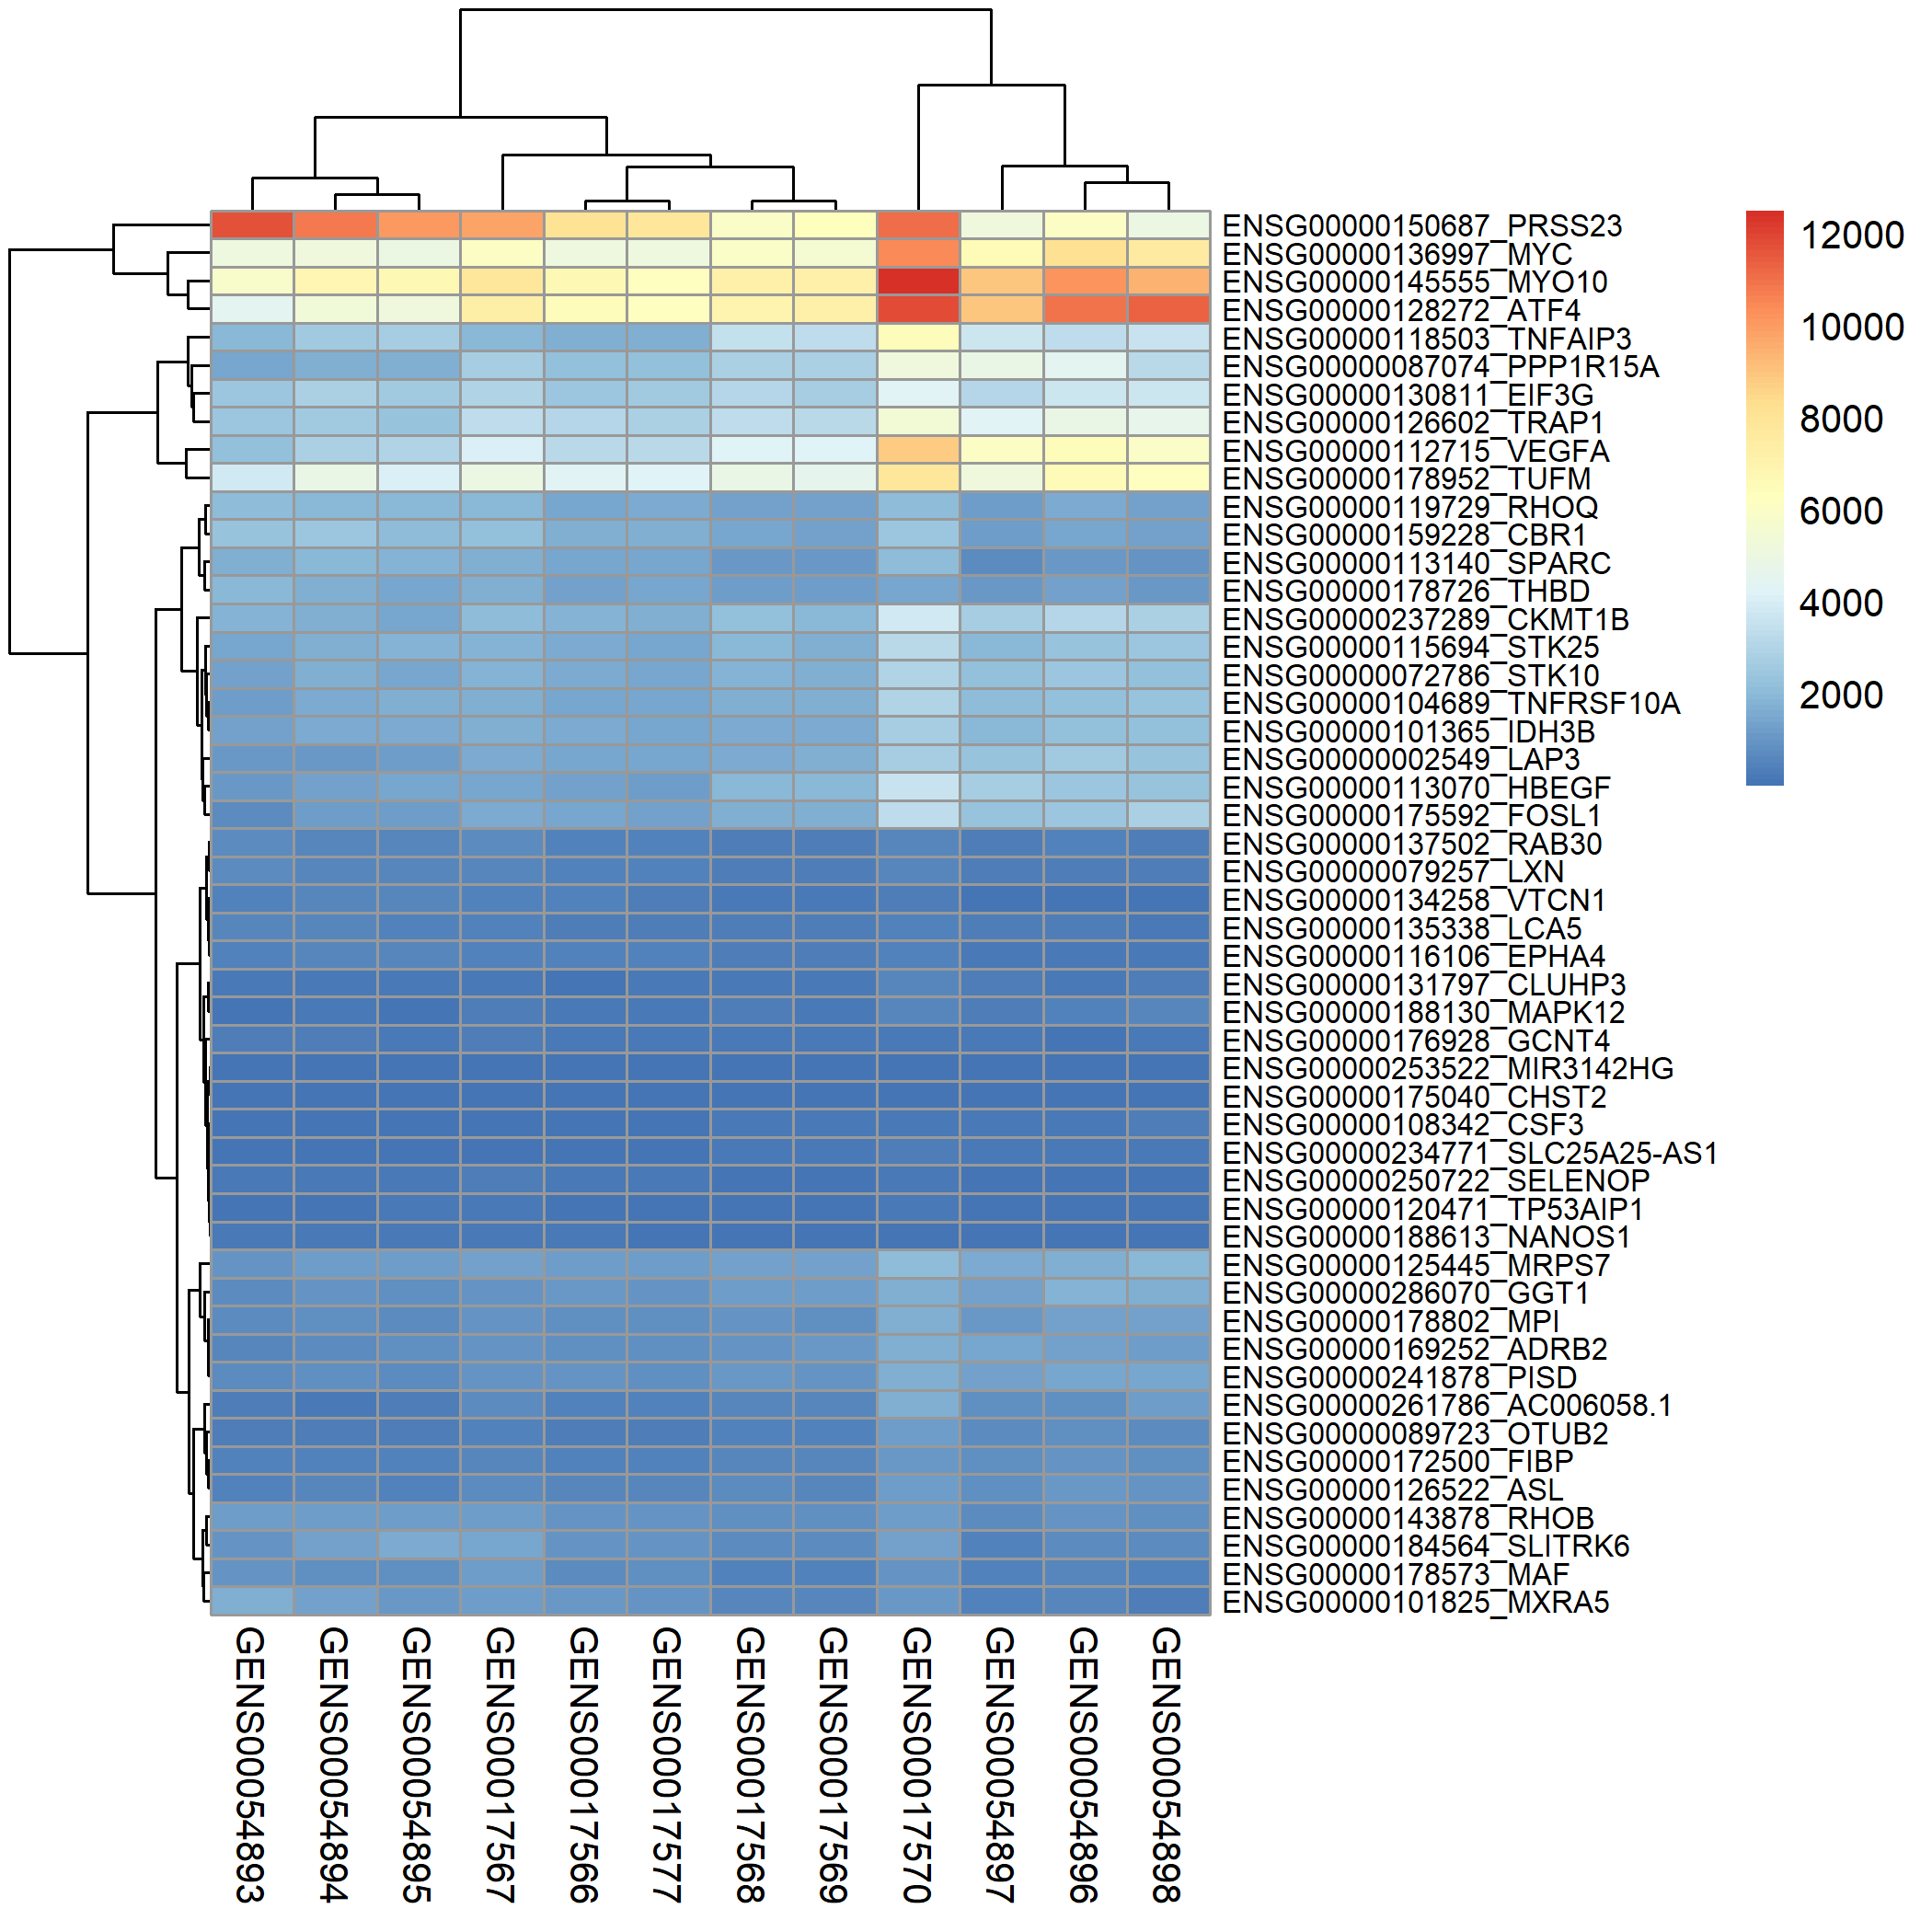 ENSG00000150687_PRSS23
ENSG00000136997_MYC
ENSG00000145555_MYO10
ENSG00000128272_ATF4
ENSG00000118503_TNFAIP3
ENSG00000087074_PPP1R15A
ENSG00000130811_EIF3G
ENSG00000126602_TRAP1
ENSG00000112715_VEGFA
ENSG00000178952_TUFM
ENSG00000119729_RHOQ
ENSG00000159228_CBR1
ENSG00000113140_SPARC
ENSG00000178726_THBD
ENSG00000237289_CKMT1B
ENSG00000115694_STK25
ENSG00000072786_STK10
ENSG00000104689_TNFRSF10A
ENSG00000101365_IDH3B
ENSG00000002549_LAP3
ENSG00000113070_HBEGF
ENSG00000175592_FOSL1
ENSG00000137502_RAB30
ENSG00000079257_LXN
ENSG00000134258_VTCN1
ENSG00000135338_LCA5
ENSG00000116106_EPHA4
ENSG00000131797_CLUHP3
ENSG00000188130_MAPK12
ENSG00000176928_GCNT4
ENSG00000253522_MIR3142HG
ENSG00000175040_CHST2
ENSG00000108342_CSF3
ENSG00000234771_SLC25A25-AS1
ENSG00000250722_SELENOP
ENSG00000120471_TP53AIP1
ENSG00000188613_NANOS1
ENSG00000125445_MRPS7
ENSG00000286070_GGT1
ENSG00000178802_MPI
ENSG00000169252_ADRB2
ENSG00000241878_PISD
ENSG00000261786_AC006058.1
ENSG00000089723_OTUB2
ENSG00000172500_FIBP
ENSG00000126522_ASL
ENSG00000143878_RHOB
ENSG00000184564_SLITRK6
ENSG00000178573_MAF
ENSG00000101825_MXRA5
12000
10000
8000
6000
4000
2000
GENS00054893
GENS00054894
GENS00054895
GENS00017567
GENS00017566
GENS00017577
GENS00017568
GENS00017569
GENS00017570
GENS00054897
GENS00054896
GENS00054898